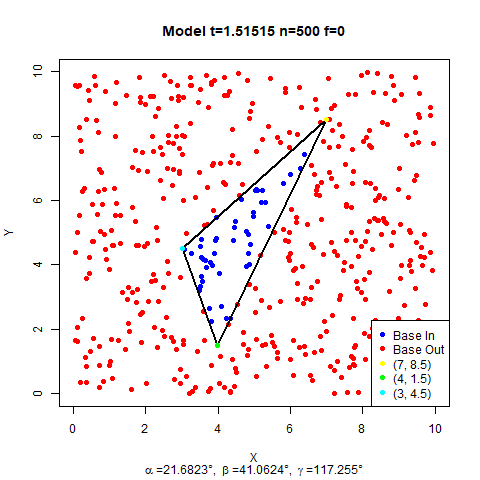 Model t=1.51515 n=500 f=0
Y
10
8
6
4
2
0
Base In
Base Out
(7, 8.5)
(4, 1.5)
(3, 4.5)
0 2 4 6 8 10
X
α=21.6823°, β=41.0624°, γ=117.255°